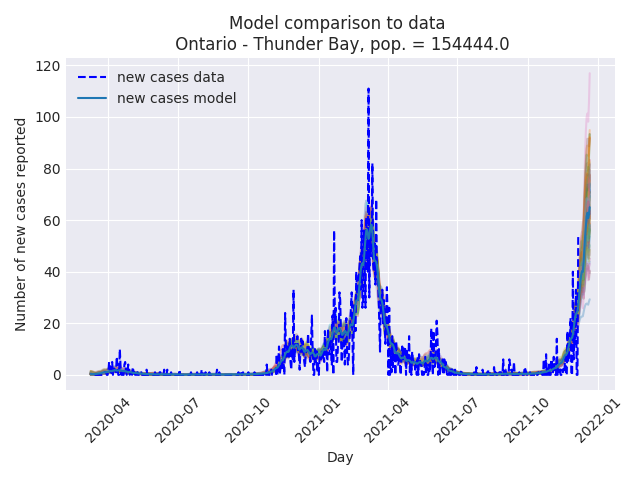 Model comparison to data
Ontario - Thunder Bay, pop. = 154444.0
new cases data
new cases model
Number of new cases reported
120
100
80
60
40
20
0
2020-04
2020-07
2020-10
2021-01
2021-04
2021-07
2021-10
2022-01
Day